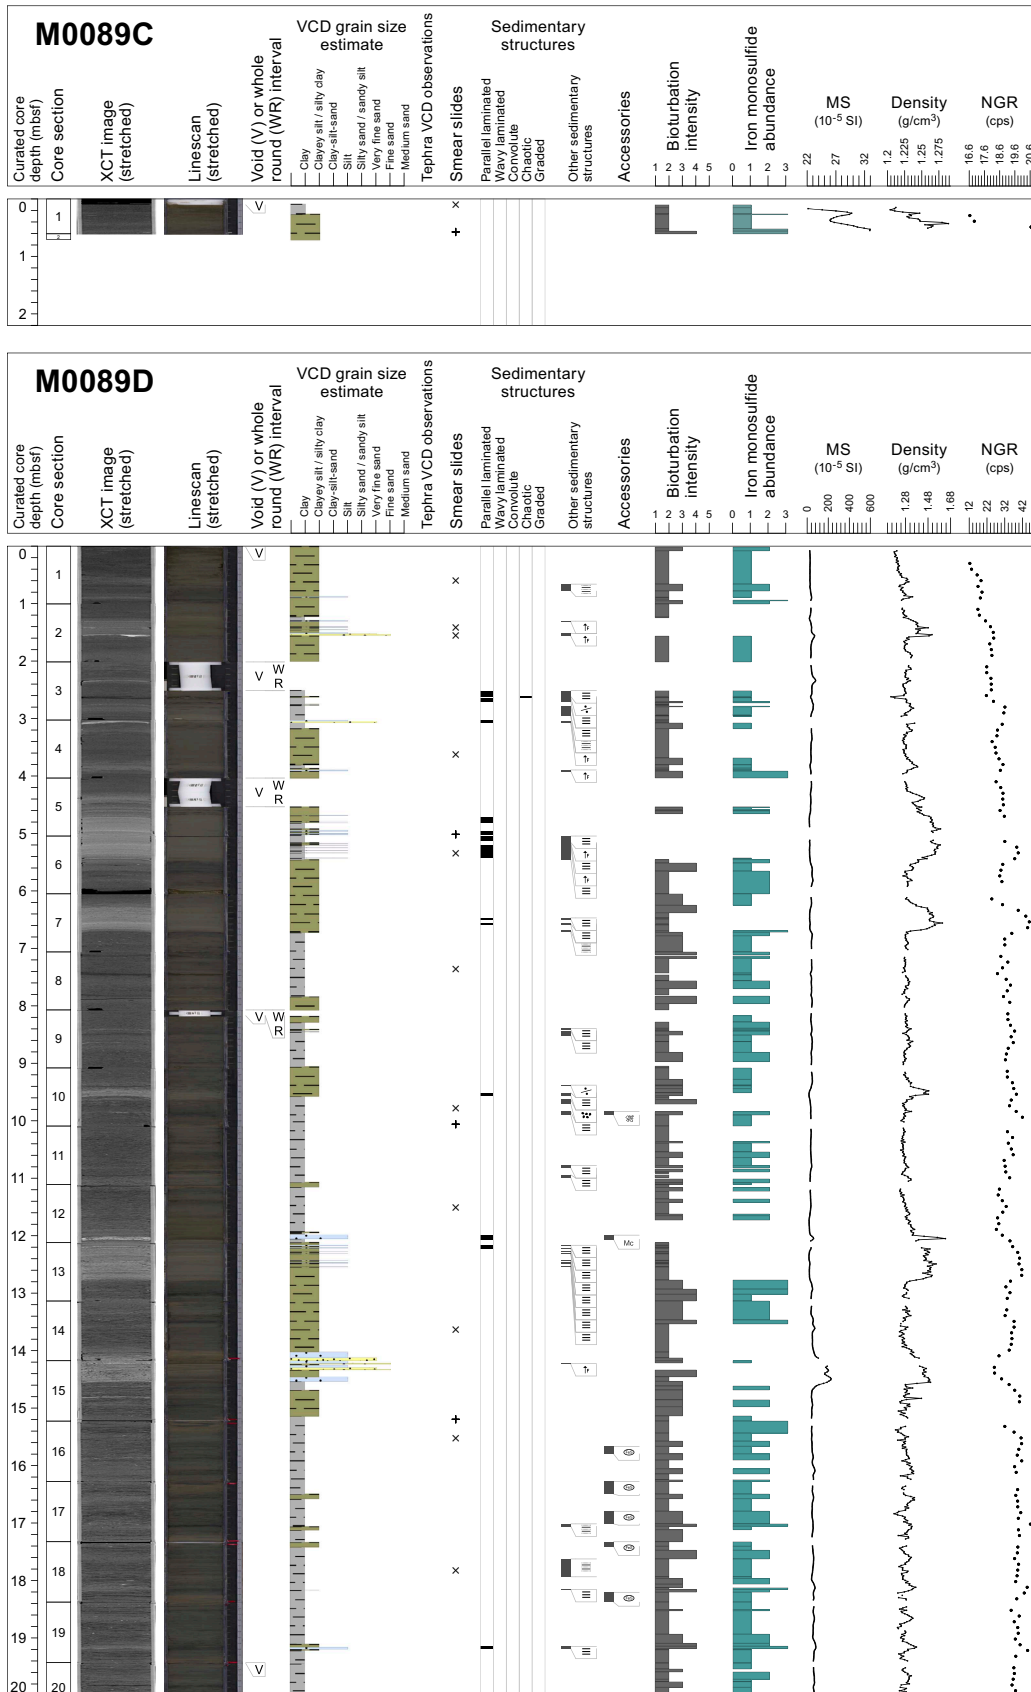 M0089C
Curated core depth (mbsf)
Core section
XCT image (stretched)
Linescan (stretched)
Void (V) or whole round (WR) interval
VCD grain size estimate
Clay
Clayey silt / silty clay
Clay-silt-sand
Silt
Silty sand / sandy silt
Very fine sand
Fine sand
Medium sand
Tephra VCD observations
Smear slides
Sedimentary structures
Parallel laminated
Wavy laminated
Convolute
Chaotic
Graded
Other sedimentary structures
Accessories
Bioturbation intensity
1 2 3 4 5
Iron monosulfide abundance
0 1 2 3
MS (10-5 SI)
22 27 32
Density (g/cm3)
1.2 1.225 1.25 1.275
NGR (cps)
16.6 17.6 18.6 19.6 20.6
0
1
2
1
2
V
M0089D
Curated core depth (mbsf)
Core section
XCT image (stretched)
Linescan (stretched)
Void (V) or whole round (WR) interval
VCD grain size estimate
Clay
Clayey silt / silty clay
Clay-silt-sand
Silt
Silty sand / sandy silt
Very fine sand
Fine sand
Medium sand
Tephra VCD observations
Smear slides
Sedimentary structures
Parallel laminated
Wavy laminated
Convolute
Chaotic
Graded
Other sedimentary structures
Accessories
Bioturbation intensity
1 2 3 4 5
Iron monosulfide abundance
0 1 2 3
MS (10-5 SI)
0 200 400 600
Density (g/cm3)
1.28 1.48 1.68
NGR (cps)
12 22 32 42
0
1
2
3
4
5
6
7
8
9
10
11
12
13
14
15
16
17
18
19
20
1
2
3
4
5
6
7
8
9
10
11
12
13
14
15
16
17
18
19
20
V
V W R
V W R
V W R
V
Mc